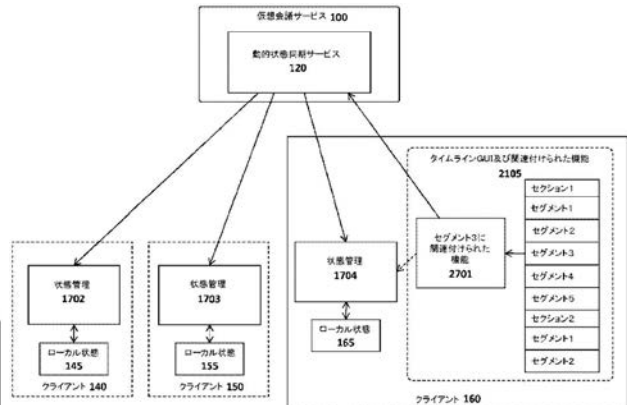 仮想会議サービス 100
動的状態同期サービス
120
タイムラインGUI及び関連付けられた機能
2105
セクション1
セグメント1
セグメント2
セグメント3
セグメント4
セグメント5
セクション2
セグメント1
セグメント2
セグメント3に
関連付けられた
機能
2701
状態管理
1702
状態管理
1703
状態管理
1704
ローカル状態
145
ローカル状態
155
ローカル状態
165
クライアント 140
クライアント 150
クライアント 160